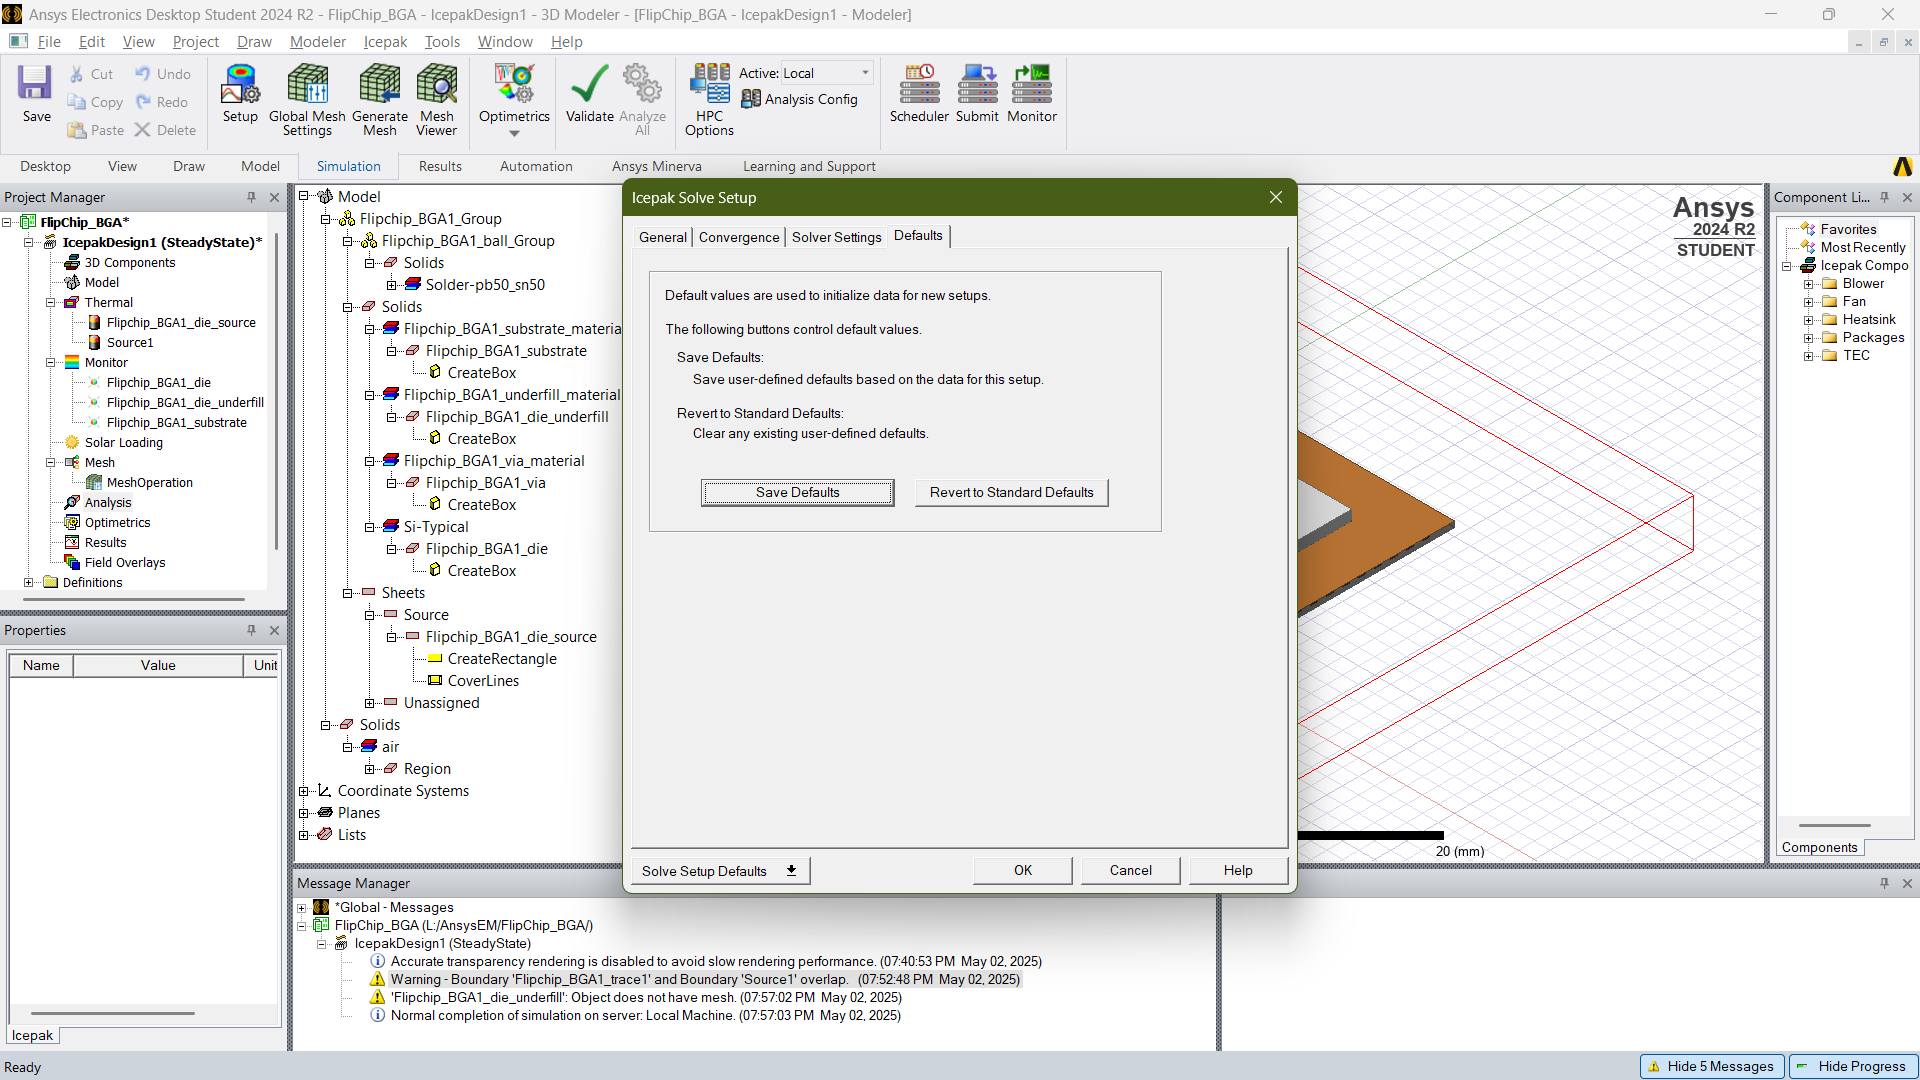 Ansys Electronics Desktop Student 2024 R2 - FlipChip_BGA - IcepakDesign1 - 3D Modeler - [FlipChip_BGA - IcepakDesign1 - Modeler]
File Edit View Project Draw Modeler Icepak Tools Window Help
Save
Cut
Copy
Paste
Undo
Redo
Delete
Setup
Global Mesh Settings
Generate Mesh
Mesh Viewer
Optimetrics
Validate
Analyze All
HPC Options
Active: Local
Analysis Config
Scheduler
Submit
Monitor
Desktop View Draw Model Simulation Results Automation Ansys Minerva Learning and Support
Project Manager
FlipChip_BGA*
IcepakDesign1 (SteadyState)*
3D Components
Model
Thermal
Flipchip_BGA1_die_source
Source1
Monitor
Flipchip_BGA1_die
Flipchip_BGA1_die_underfill
Flipchip_BGA1_substrate
Solar Loading
Mesh
MeshOperation
Analysis
Optimetrics
Results
Field Overlays
Definitions
Properties
Name Value Unit
Icepak
Model
Flipchip_BGA1_Group
Flipchip_BGA1_ball_Group
Solids
Solder-pb50_sn50
Solids
Flipchip_BGA1_substrate_materia
Flipchip_BGA1_substrate
CreateBox
Flipchip_BGA1_underfill_material
Flipchip_BGA1_die_underfill
CreateBox
Flipchip_BGA1_via_material
Flipchip_BGA1_via
CreateBox
Si-Typical
Flipchip_BGA1_die
CreateBox
Sheets
Source
Flipchip_BGA1_die_source
CreateRectangle
CoverLines
Unassigned
Solids
air
Region
Coordinate Systems
Planes
Lists
Icepak Solve Setup
General Convergence Solver Settings Defaults
Default values are used to initialize data for new setups.
The following buttons control default values.
Save Defaults:
Save user-defined defaults based on the data for this setup.
Revert to Standard Defaults:
Clear any existing user-defined defaults.
Save Defaults Revert to Standard Defaults
Solve Setup Defaults OK Cancel Help
Ansys
2024 R2
STUDENT
20 (mm)
Component Li...
Favorites
Most Recently
Icepak Compo
Blower
Fan
Heatsink
Packages
TEC
Components
Message Manager
*Global - Messages
FlipChip_BGA (L:/AnsysEM/FlipChip_BGA/)
IcepakDesign1 (SteadyState)
Accurate transparency rendering is disabled to avoid slow rendering performance. (07:40:53 PM May 02, 2025)
Warning - Boundary 'Flipchip_BGA1_trace1' and Boundary 'Source1' overlap. (07:52:48 PM May 02, 2025)
'Flipchip_BGA1_die_underfill': Object does not have mesh. (07:57:02 PM May 02, 2025)
Normal completion of simulation on server: Local Machine. (07:57:03 PM May 02, 2025)
Ready
Hide 5 Messages Hide Progress